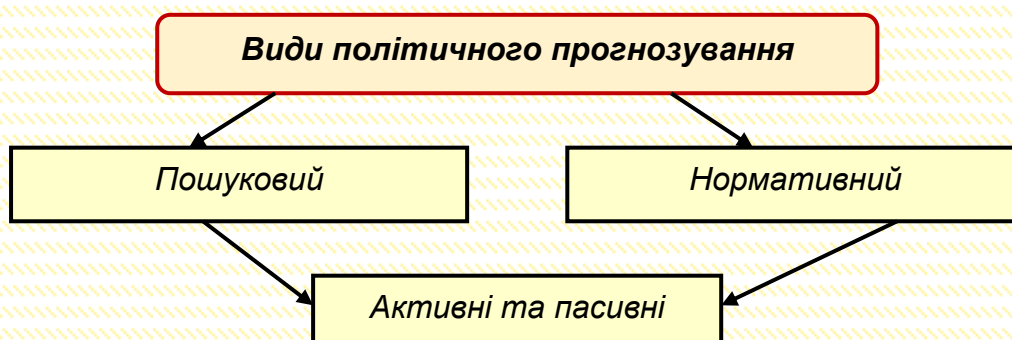 Види політичного прогнозування
Пошуковий
Нормативний
Активні та пасивні